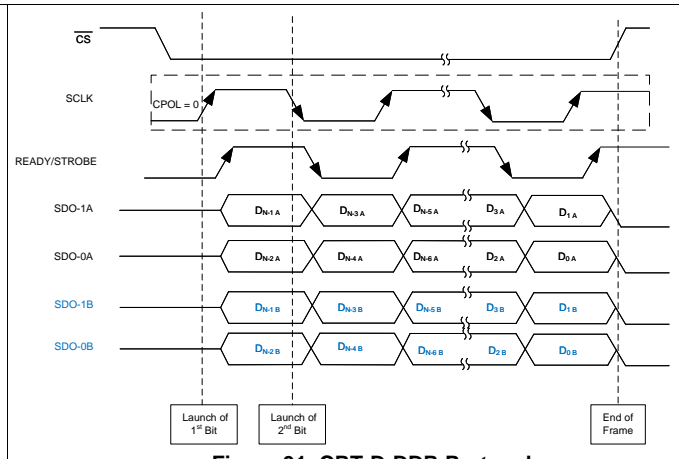 CS
SCLK
CPOL = 0
READY/STROBE
SDO-1A
DN-1 A DN-3 A DN-5 A D3 A D1 A
SDO-0A
DN-2 A DN-4 A DN-6 A D2 A D0 A
SDO-1B
DN-1 B DN-3 B DN-5 B D3 B D1 B
SDO-0B
DN-2 B DN-4 B DN-6 B D2 B D0 B
Launch of
1st Bit
Launch of
2nd Bit
End of
Frame